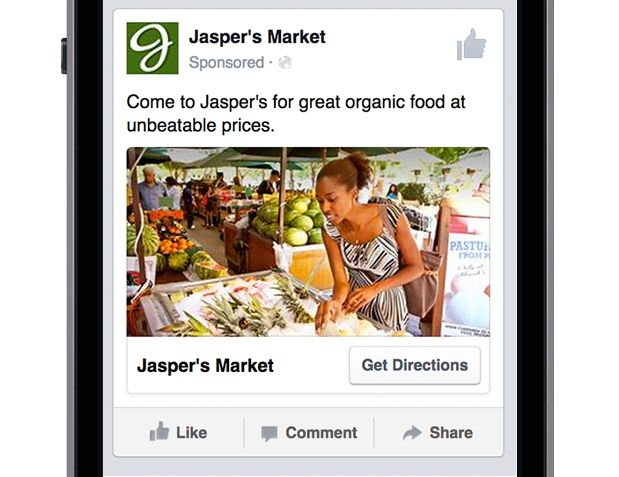 Jasper's Market
Sponsored ·
Come to Jasper's for great organic food at
unbeatable prices.
FROM
Jasper's Market
Get Directions
Like
Comment
Share